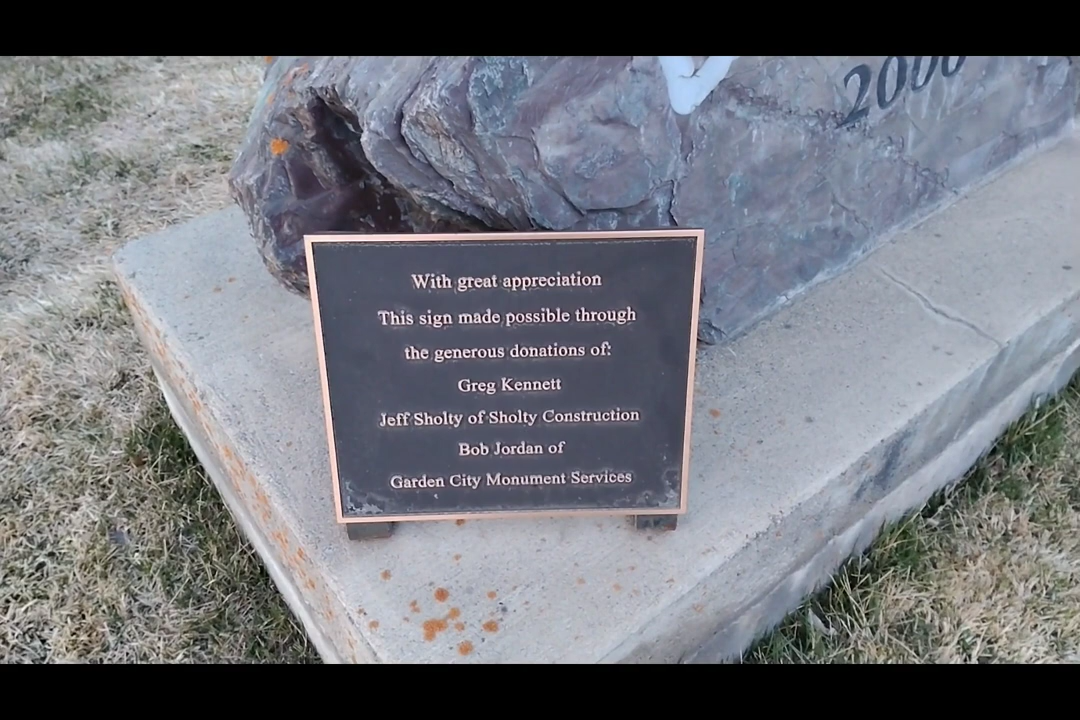 2000
With great appreciation
This sign made possible through
the generous donations of:
Greg Kennett
Jeff Sholty of Sholty Construction
Bob Jordan of
Garden City Monument Services